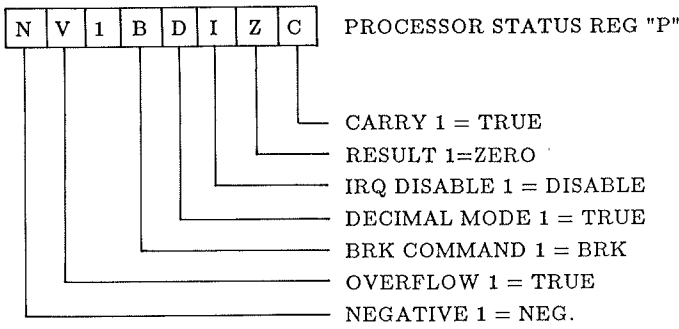 N V 1 B D I Z C PROCESSOR STATUS REG "P"
CARRY 1 = TRUE
RESULT 1=ZERO
IRQ DISABLE 1 = DISABLE
DECIMAL MODE 1 = TRUE
BRK COMMAND 1 = BRK
OVERFLOW 1 = TRUE
NEGATIVE 1 = NEG.